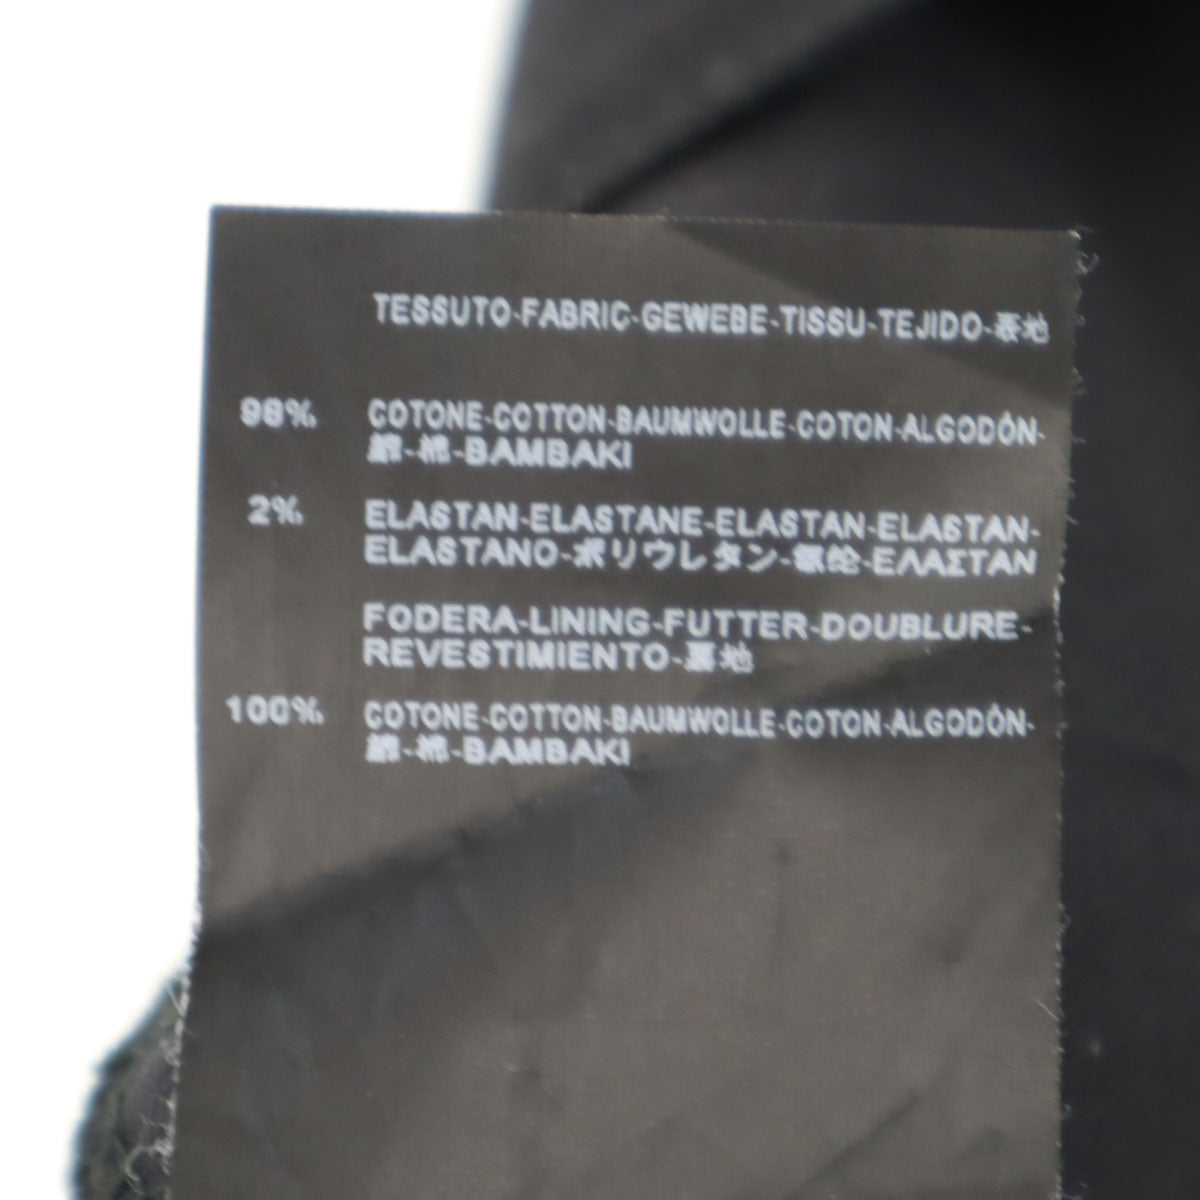 TESSUTO-FABRIC-GEWEBE-TISSU-TEJIDO-表地
98% COTONE-COTTON-BAUMWOLLE-COTON-ALGODÓN-
綿-棉-BAMBAKI
2% ELASTAN-ELASTANE-ELASTAN-ELASTAN-
ELASTANO-ポリウレタン-氨纶-ΕΛΑΣΤΑΝ
FODERA-LINING-FUTTER-DOUBLURE-
REVESTIMIENTO-裏地
100% COTONE-COTTON-BAUMWOLLE-COTON-ALGODÓN-
綿-棉-BAMBAKI